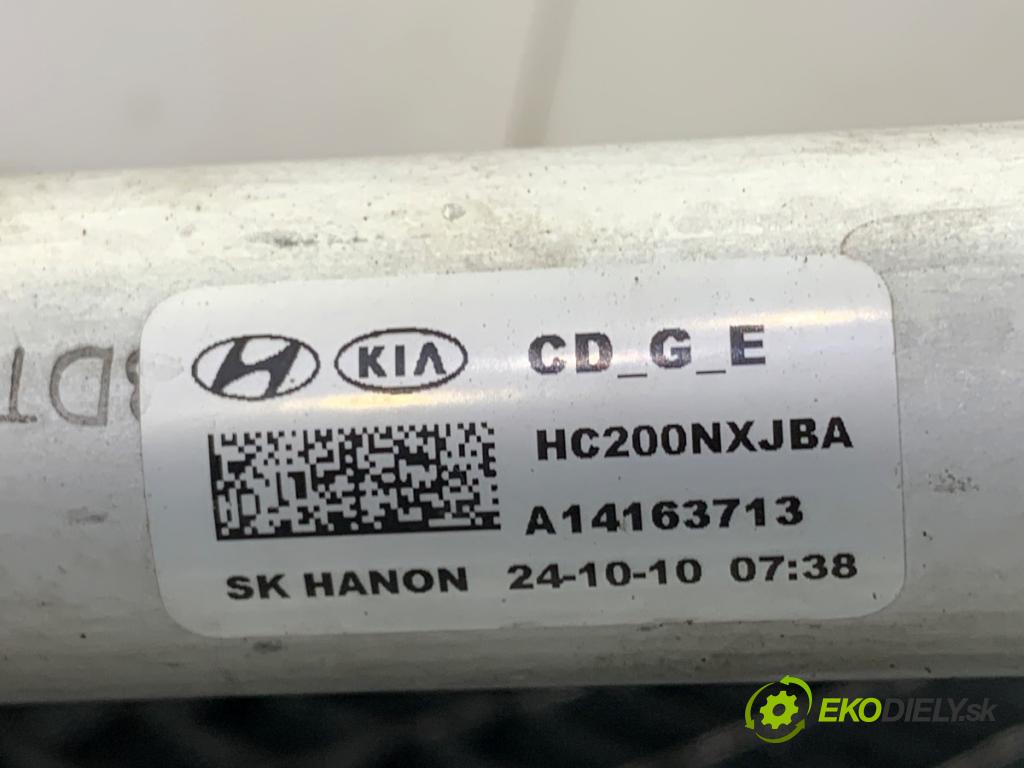 KIA CD_G_E
HC200NXJBA
A14163713
SK HANON 24-10-10 07:38
EKODIELY.sk